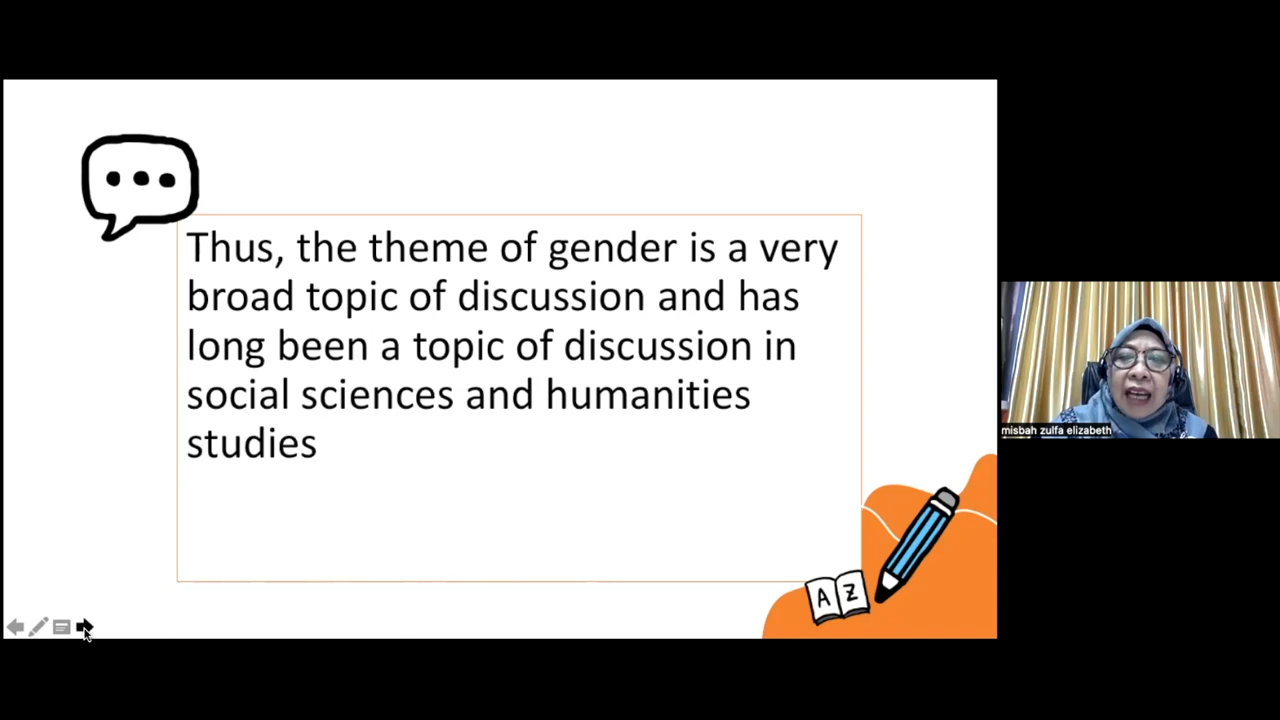 Thus, the theme of gender is a very
broad topic of discussion and has
long been a topic of discussion in
social sciences and humanities
studies
A Z
misbah zulfa elizabeth